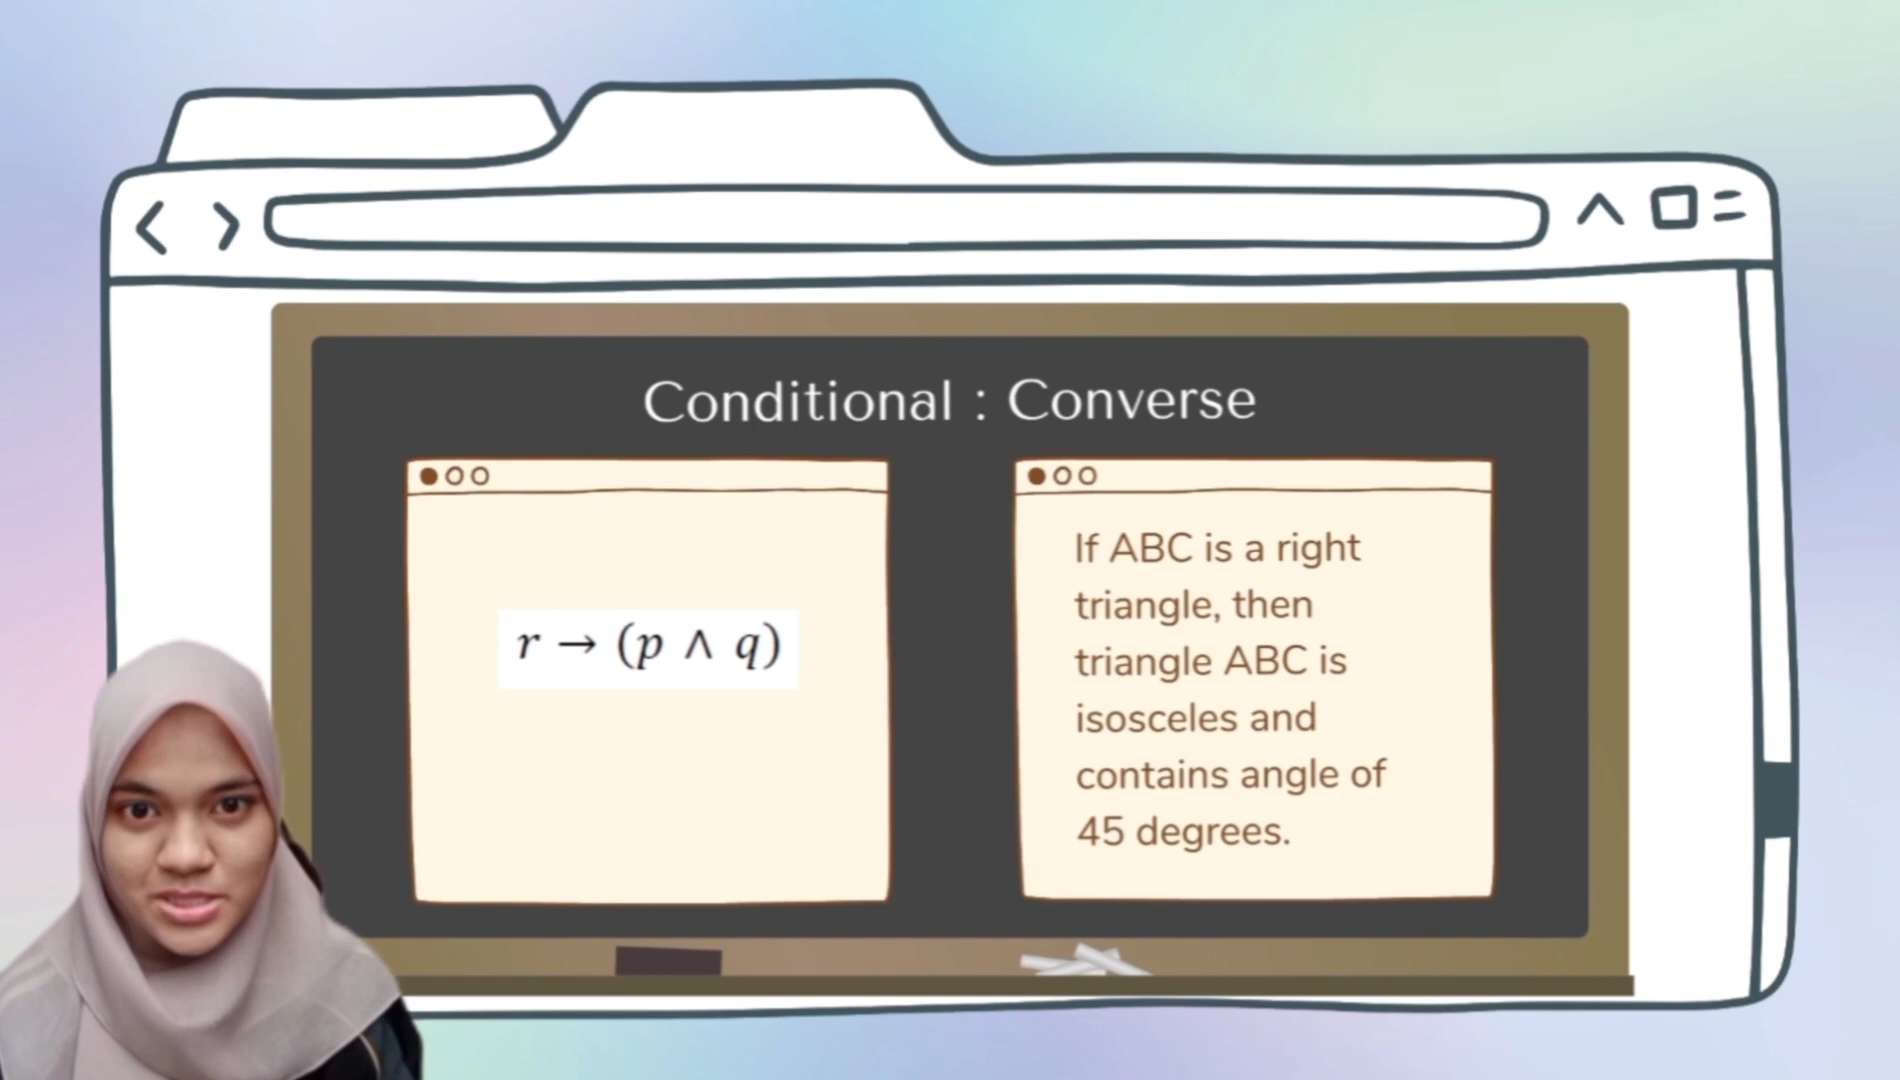 Conditional : Converse
r → (p ∧ q)
If ABC is a right
triangle, then
triangle ABC is
isosceles and
contains angle of
45 degrees.